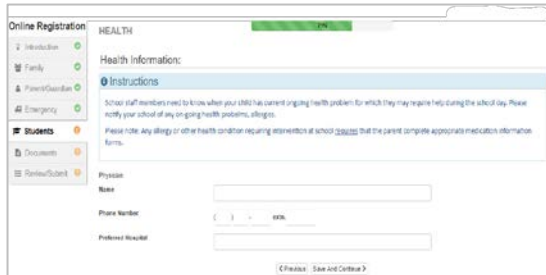 Online Registration
HEALTH
Introduction
Family
Parent/Guardian
Emergency
Students
Documents
Review/Submit
Health Information:
Instructions
School staff members need to know when your child has current ongoing health problem for which they may require help during the school day. Please
notify your school of any on-going health problems, allergies.
Please note: Any allergy or other health condition requiring intervention at school requires that the parent complete appropriate medication information
forms.
Physician
Name
Phone Number
( ) - extn.
Preferred Hospital
< Previous Save And Continue >